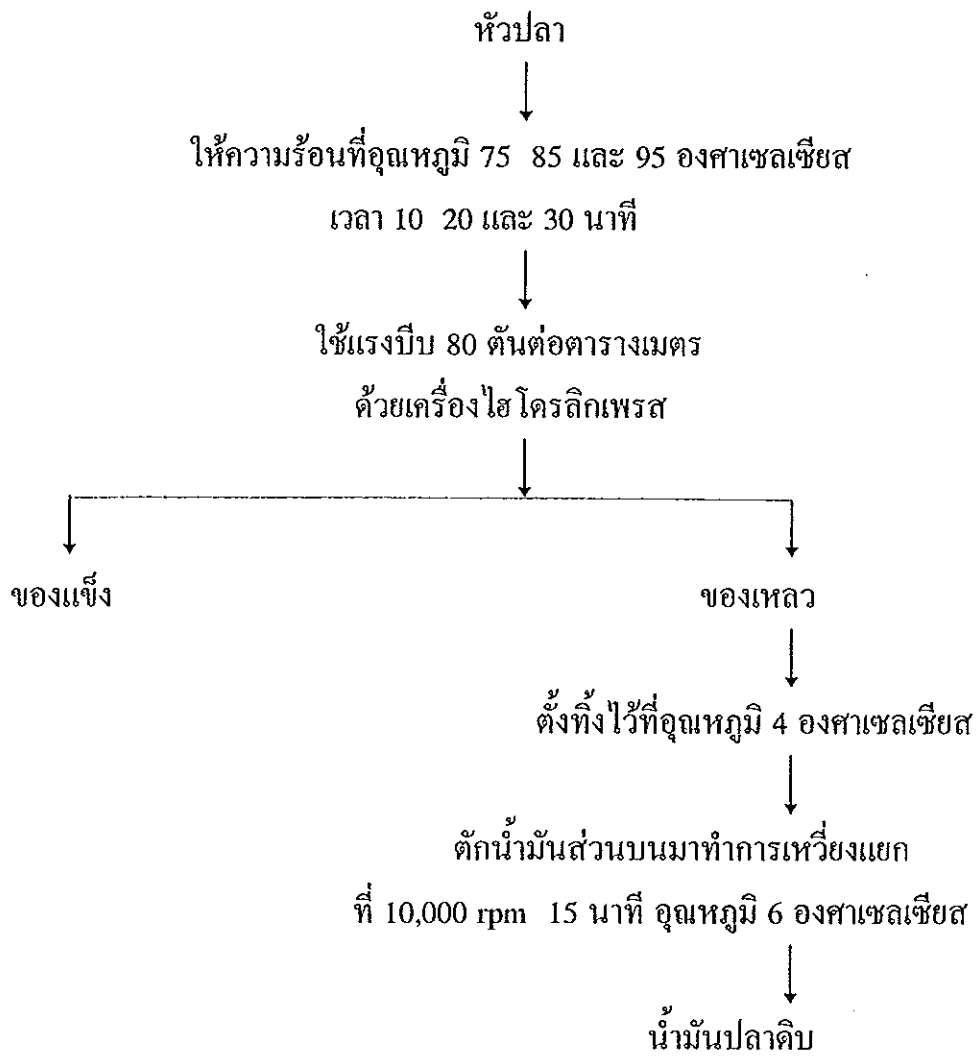 หัวปลา
ให้ความร้อนที่อุณหภูมิ 75 85 และ 95 องศาเซลเซียส
เวลา 10 20 และ 30 นาที
ใช้แรงบีบ 80 ตันต่อตารางเมตร
ด้วยเครื่องไฮโดรลิกเพรส
ของแข็ง
ของเหลว
ตั้งทิ้งไว้ที่อุณหภูมิ 4 องศาเซลเซียส
ตักน้ำมันส่วนบนมาทำการเหวี่ยงแยก
ที่ 10,000 rpm 15 นาที อุณหภูมิ 6 องศาเซลเซียส
น้ำมันปลาดิบ